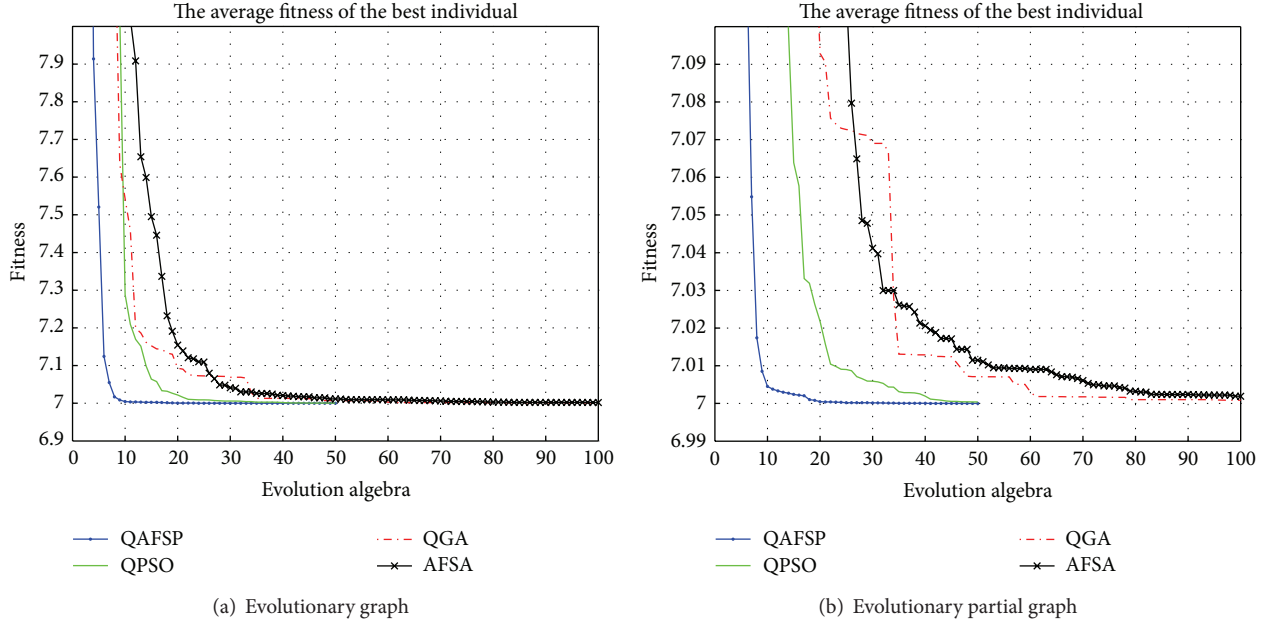 The average fitness of the best individual
7.9
7.8
7.7
7.6
7.5
7.4
7.3
7.2
7.1
7
6.9
Fitness
0 10 20 30 40 50 60 70 80 90 100
Evolution algebra
QAFSP
QPSO
QGA
AFSA
(a) Evolutionary graph
The average fitness of the best individual
7.09
7.08
7.07
7.06
7.05
7.04
7.03
7.02
7.01
7
6.99
Fitness
0 10 20 30 40 50 60 70 80 90 100
Evolution algebra
QAFSP
QPSO
QGA
AFSA
(b) Evolutionary partial graph